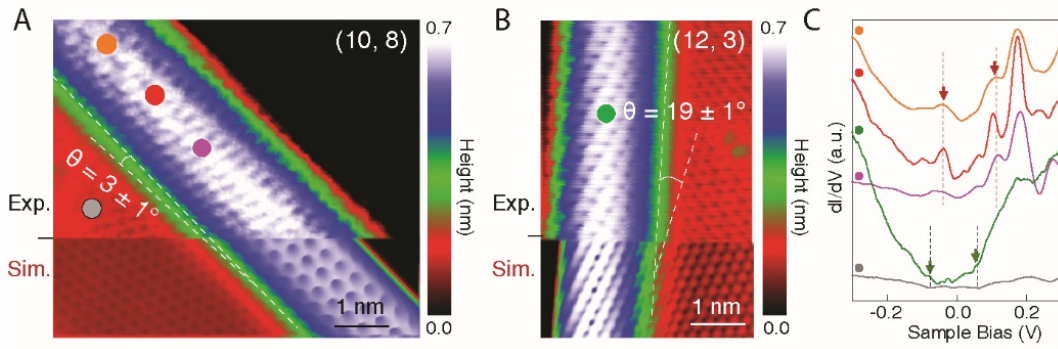 A
(10, 8)
θ = 3 ± 1°
Exp.
Sim.
1 nm
0.7
Height (nm)
0.0
B
(12, 3)
θ = 19 ± 1°
Exp.
Sim.
1 nm
0.7
Height (nm)
0.0
C
dI/dV (a.u.)
-0.2
0.0
0.2
Sample Bias (V)